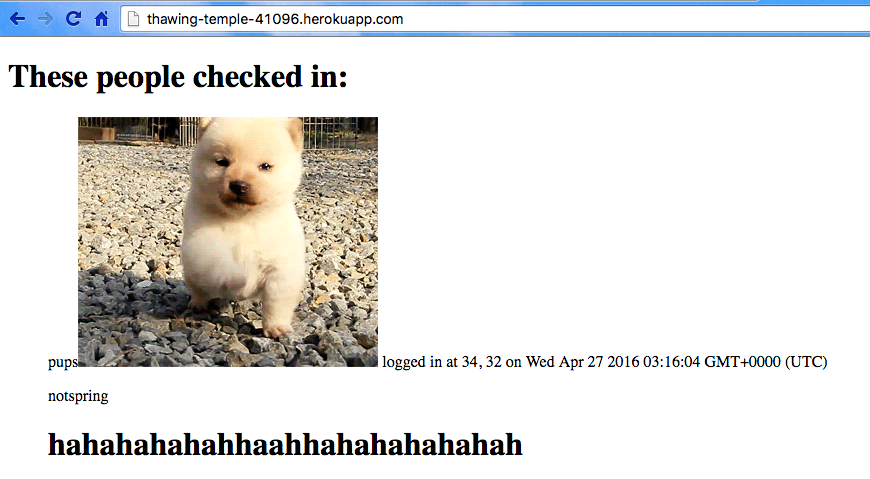 thawing-temple-41096.herokuapp.com
These people checked in:
pups logged in at 34, 32 on Wed Apr 27 2016 03:16:04 GMT+0000 (UTC)
notspring
hahahahahahhaahhahahahahahah